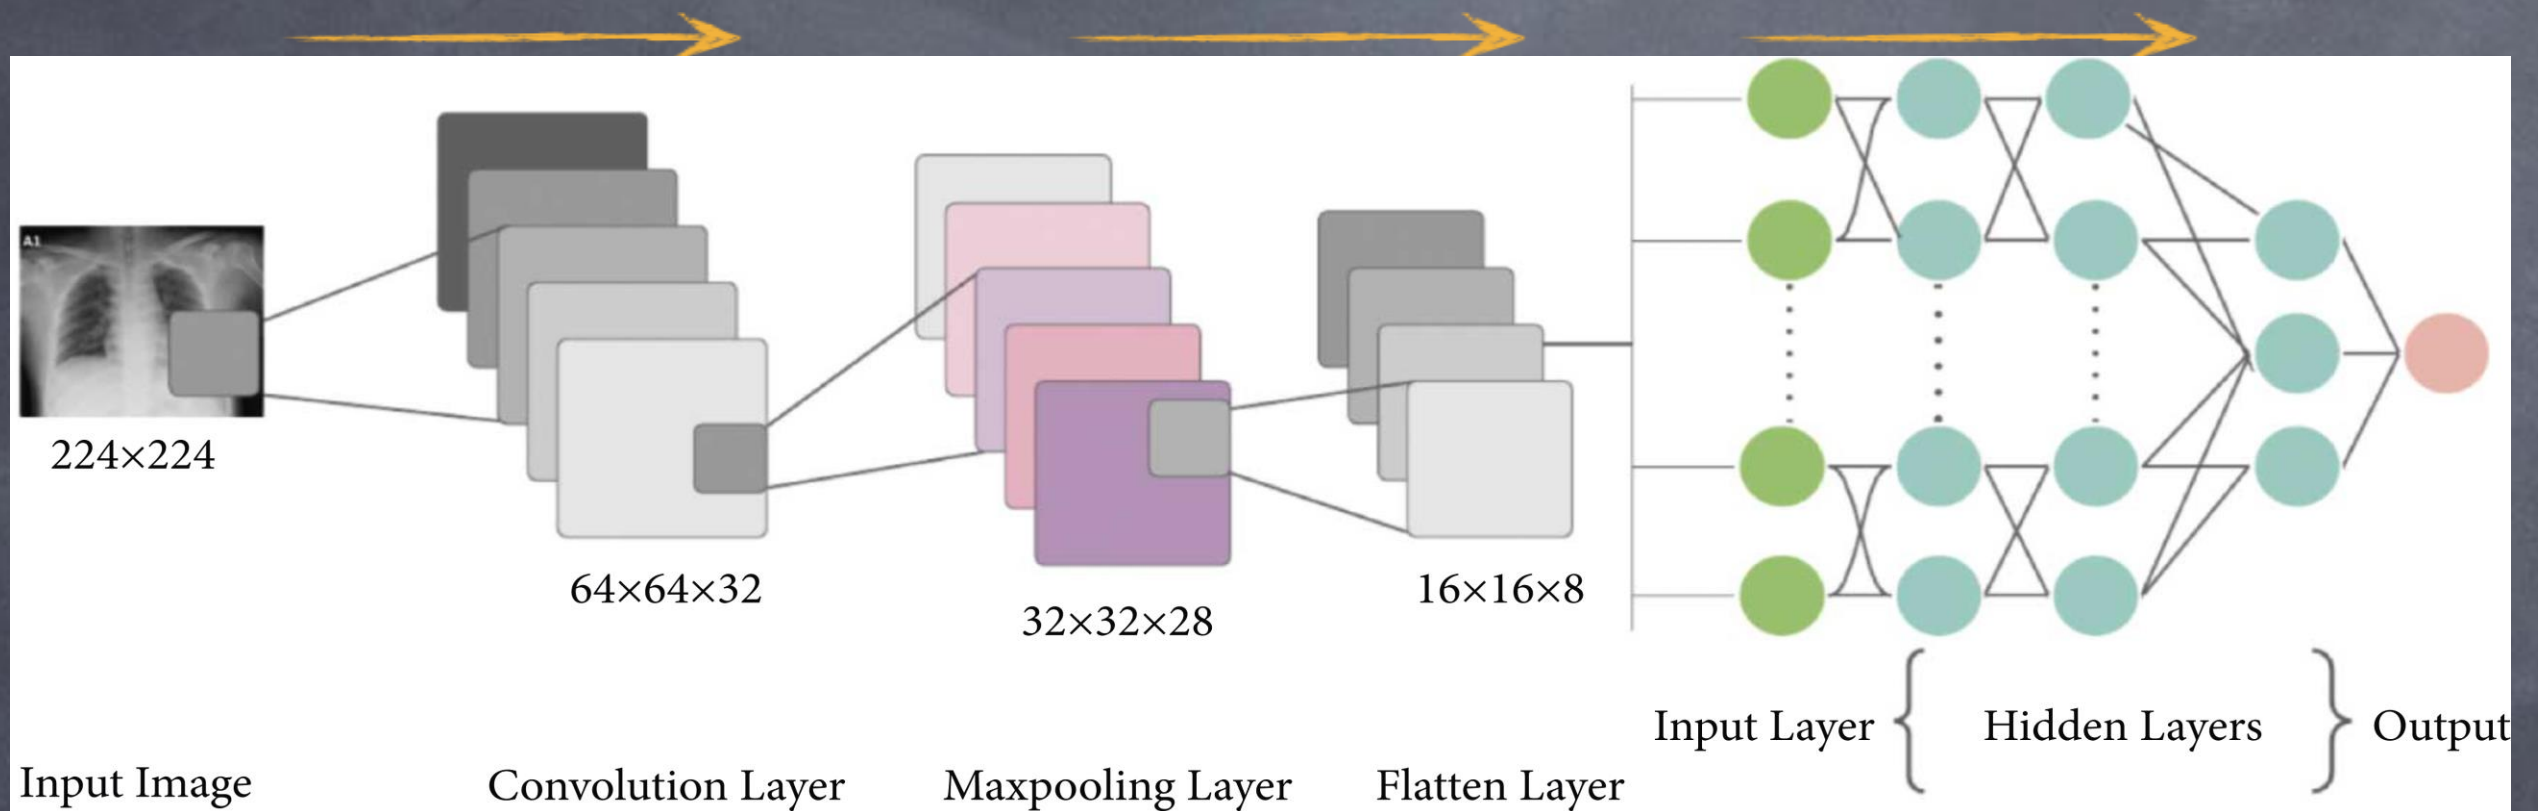 A1
224×224
64×64×32
32×32×28
16×16×8
Input Layer { Hidden Layers } Output
Input Image
Convolution Layer
Maxpooling Layer
Flatten Layer